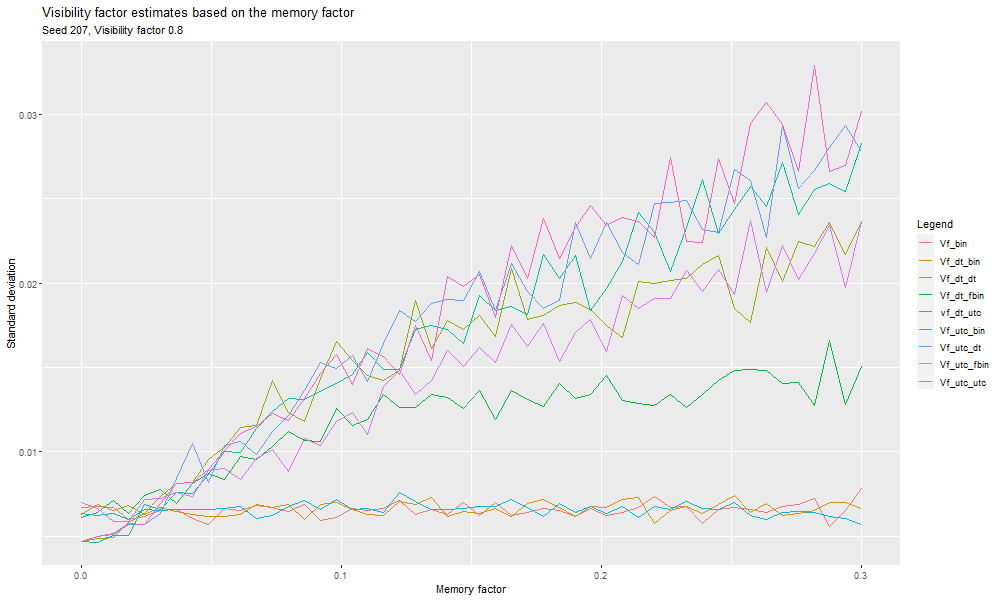 Visibility factor estimates based on the memory factor
Seed 207, Visibility factor 0.8
0.03
0.02
0.01
Standard deviation
0.0
0.1
0.2
0.3
Memory factor
Legend
Vf_bin
Vf_dt_bin
Vf_dt_dt
Vf_dt_fbin
vf_dt_utc
Vf_utc_bin
Vf_utc_dt
Vf_utc_fbin
Vf_utc_utc